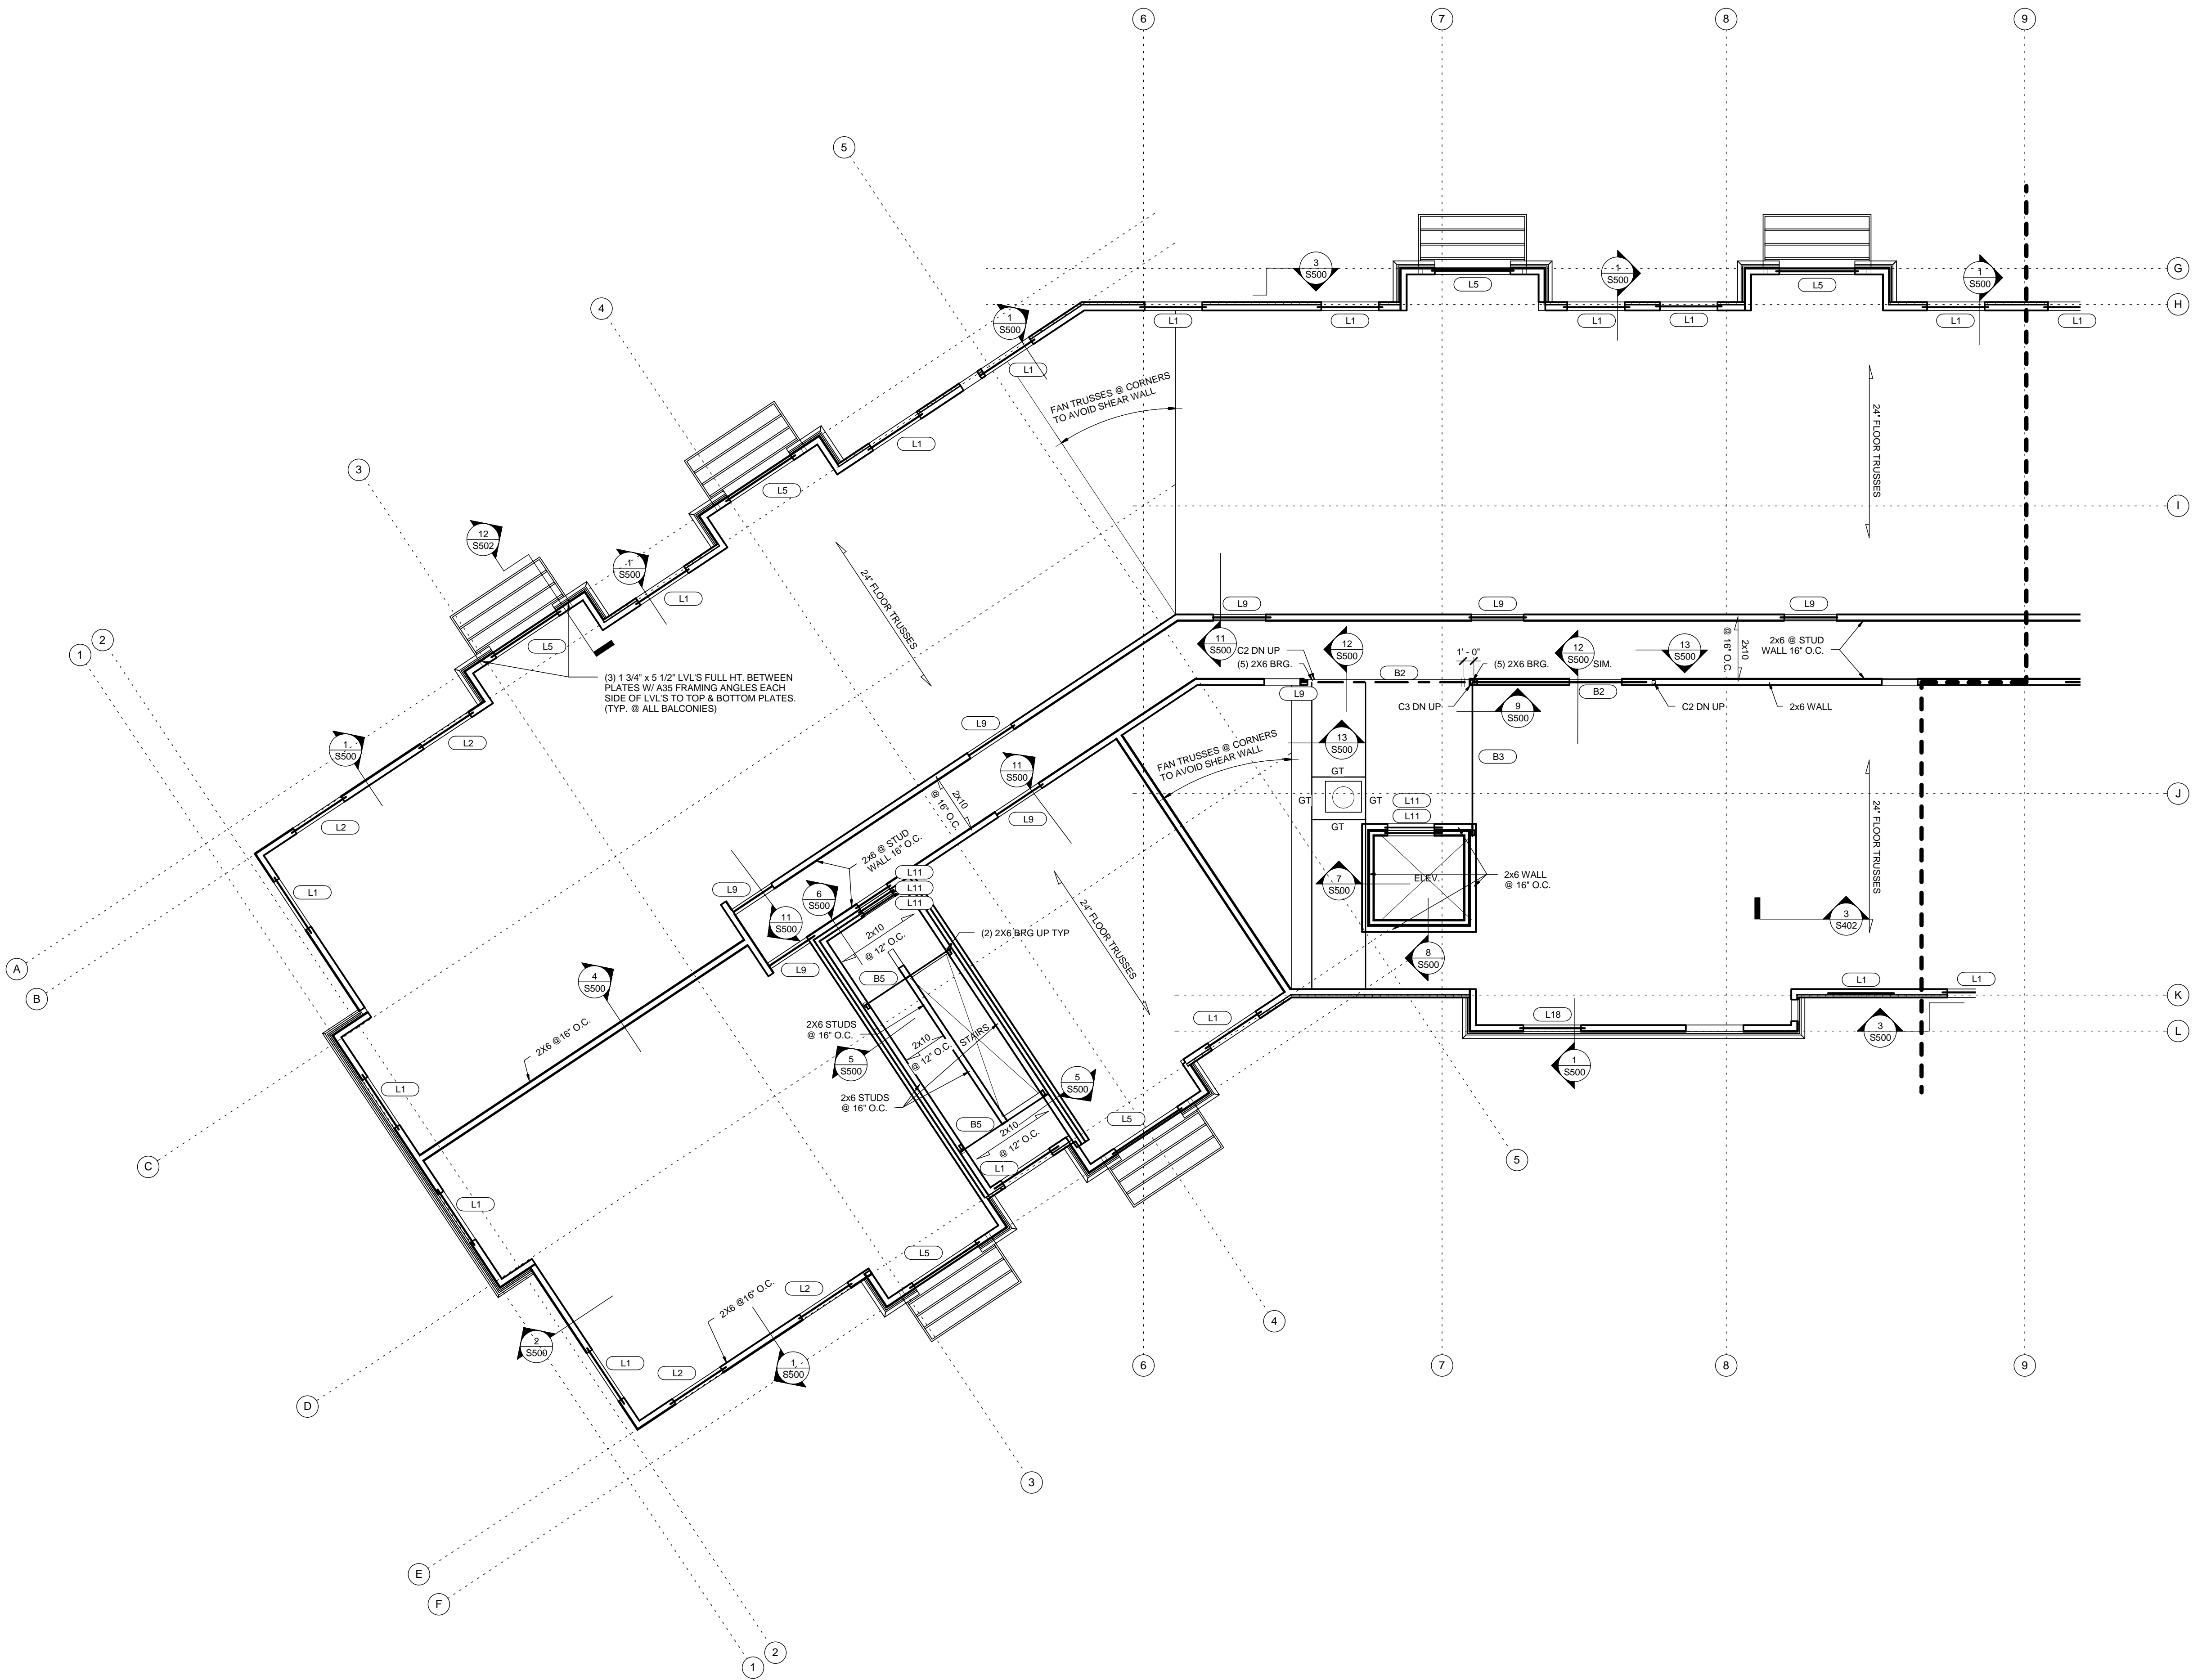 6
7
8
9
5
4
3
2
1
G
H
I
J
K
L
A
B
C
D
E
F
3
S500
L5
1
S500
L5
1
S500
L1
L1
L1
L1
L1
L1
1
S500
L1
FAN TRUSSES @ CORNERS
TO AVOID SHEAR WALL
24" FLOOR TRUSSES
L1
L5
12
S502
1
S500
L1
24" FLOOR TRUSSES
L5
(3) 1 3/4" x 5 1/2" LVL'S FULL HT. BETWEEN
PLATES W/ A35 FRAMING ANGLES EACH
SIDE OF LVL'S TO TOP & BOTTOM PLATES.
(TYP. @ ALL BALCONIES)
L9
L9
L9
11
S500
C2 DN UP
(5) 2X6 BRG.
12
S500
1' - 0"
(5) 2X6 BRG.
12
S500
SIM.
13
S500
2x10
@ 16" O.C.
2x6 @ STUD
WALL 16" O.C.
B2
L9
B2
C3 DN UP
9
S500
C2 DN UP
2x6 WALL
L9
1
S500
L2
L2
11
S500
FAN TRUSSES @ CORNERS
TO AVOID SHEAR WALL
13
S500
B3
GT
GT
GT
GT
L11
L11
2x10
@ 16" O.C.
L9
2x6 @ STUD
WALL 16" O.C.
L11
L11
L11
L9
6
S500
11
S500
L9
L1
7
S500
ELEV.
2x6 WALL
@ 16" O.C.
24" FLOOR TRUSSES
3
S402
24" FLOOR TRUSSES
8
S500
2x10
@ 12" O.C.
(2) 2X6 BRG UP TYP
B5
4
S500
L1
L1
L18
3
S500
1
S500
L1
2X6 STUDS
@ 16" O.C.
2x10
@ 12" O.C.
STAIRS
5
S500
2X6 @16" O.C.
5
S500
2x6 STUDS
@ 16" O.C.
B5
2x10
@ 12" O.C.
L5
L1
L1
L1
L5
L2
2X6 @16" O.C.
2
S500
L1
L2
1
S500
5
4
6
7
8
9
3
2
1